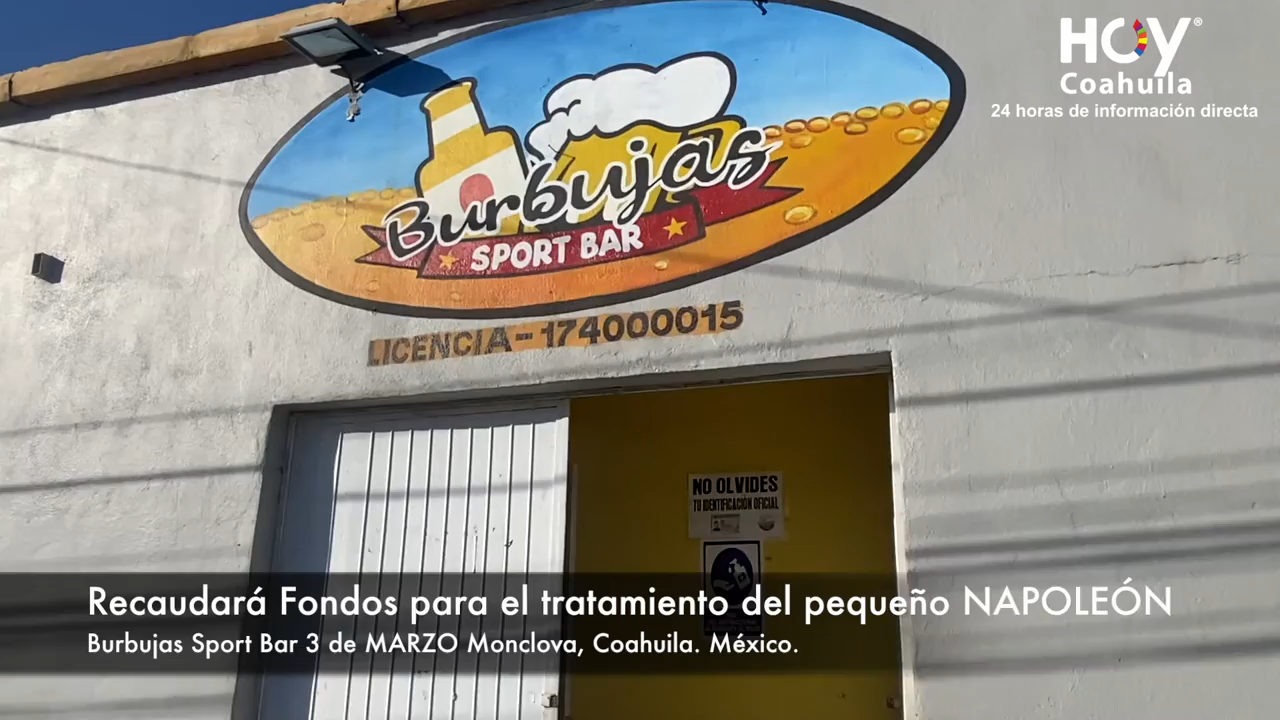 HOY
Coahuila
24 horas de información directa
Burbujas
SPORT BAR
LICENCIA-174000015
NO OLVIDES
TU IDENTIFICACIÓN OFICIAL
Recaudará Fondos para el tratamiento del pequeño NAPOLEÓN
Burbujas Sport Bar 3 de MARZO Monclova, Coahuila. México.